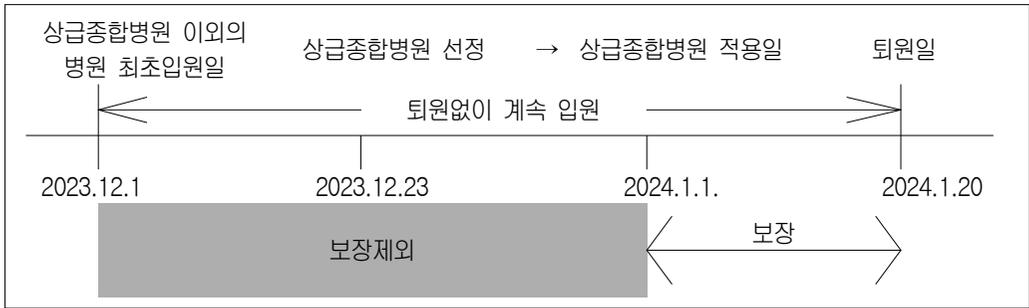 상급종합병원 이외의
병원 최초입원일
상급종합병원 선정 → 상급종합병원 적용일
퇴원일
퇴원없이 계속 입원
2023.12.1
2023.12.23
2024.1.1.
2024.1.20
보장제외
보장